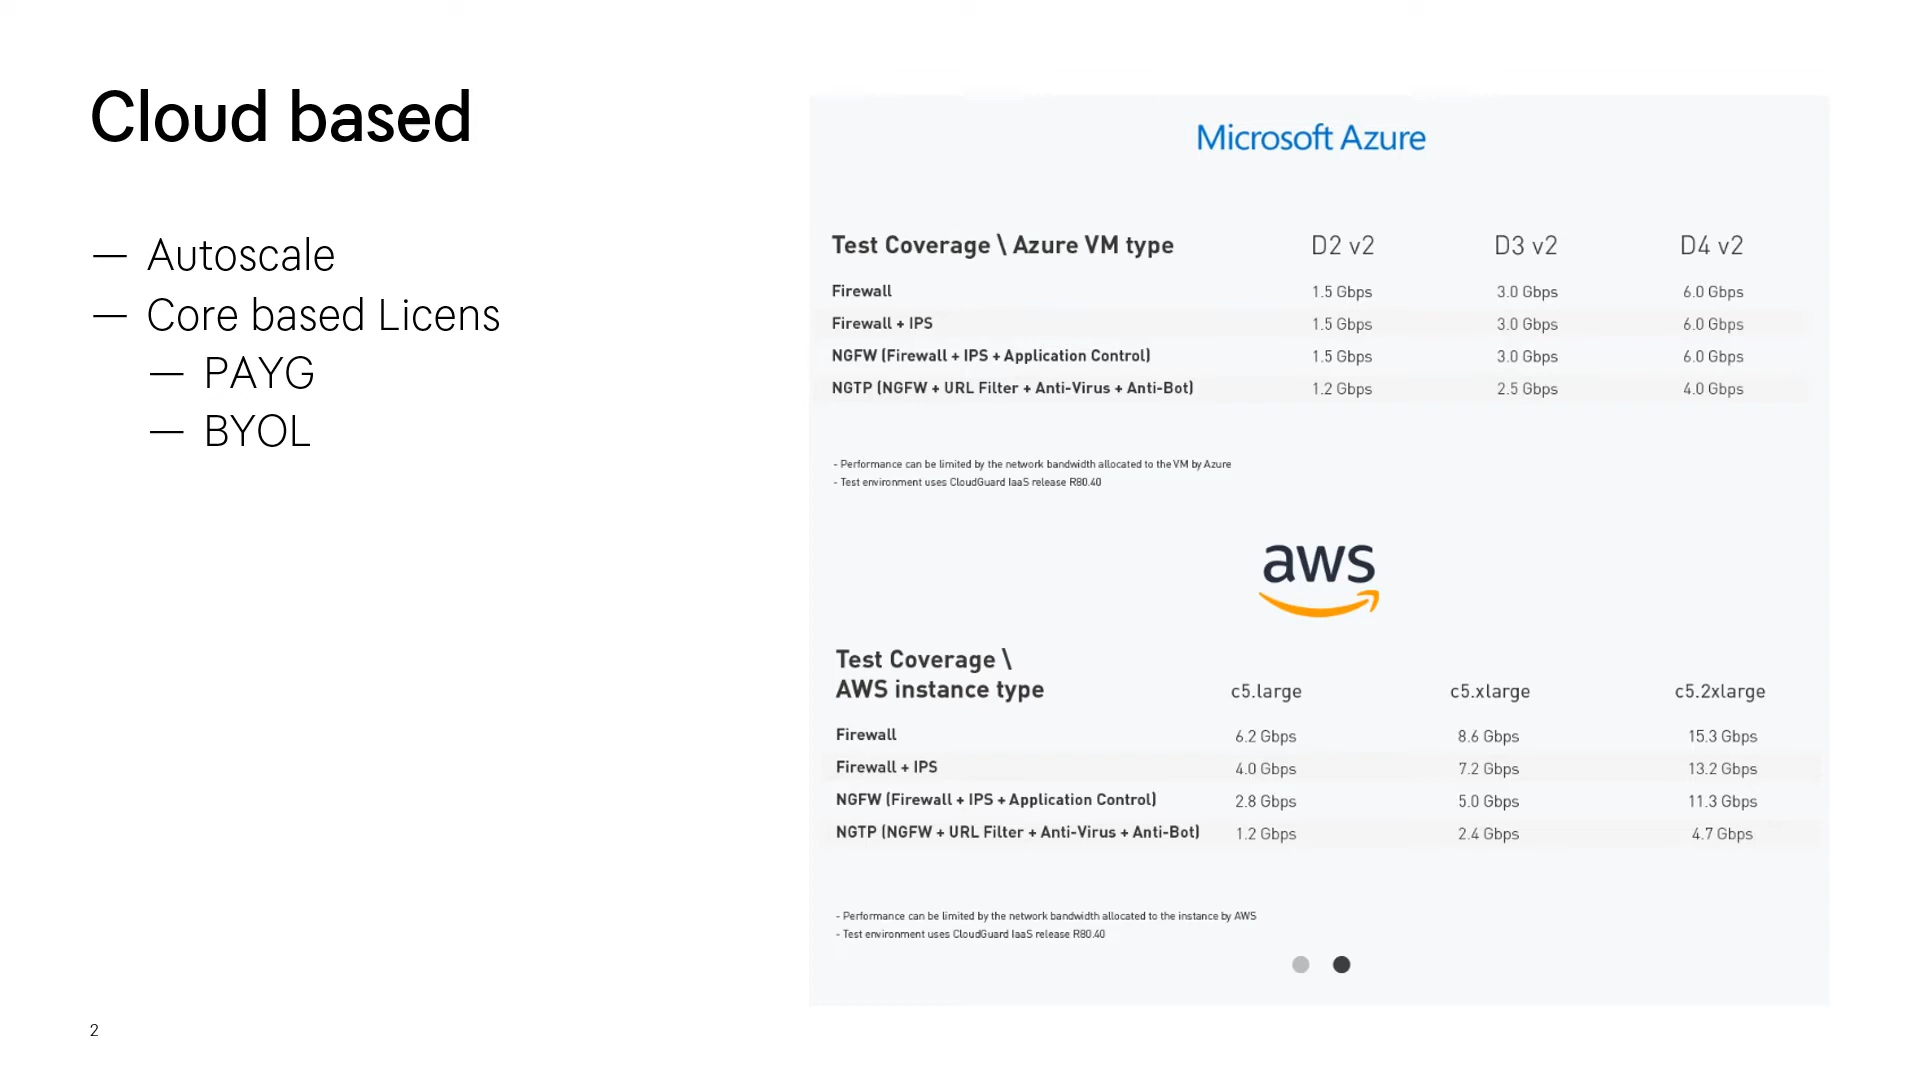 Cloud based
— Autoscale
— Core based Licens
— PAYG
— BYOL
Microsoft Azure
Test Coverage \ Azure VM type D2 v2 D3 v2 D4 v2
Firewall 1.5 Gbps 3.0 Gbps 6.0 Gbps
Firewall + IPS 1.5 Gbps 3.0 Gbps 6.0 Gbps
NGFW (Firewall + IPS + Application Control) 1.5 Gbps 3.0 Gbps 6.0 Gbps
NGTP (NGFW + URL Filter + Anti-Virus + Anti-Bot) 1.2 Gbps 2.5 Gbps 4.0 Gbps
- Performance can be limited by the network bandwidth allocated to the VM by Azure
- Test environment uses CloudGuard IaaS release R80.40
aws
Test Coverage \
AWS instance type c5.large c5.xlarge c5.2xlarge
Firewall 6.2 Gbps 8.6 Gbps 15.3 Gbps
Firewall + IPS 4.0 Gbps 7.2 Gbps 13.2 Gbps
NGFW (Firewall + IPS + Application Control) 2.8 Gbps 5.0 Gbps 11.3 Gbps
NGTP (NGFW + URL Filter + Anti-Virus + Anti-Bot) 1.2 Gbps 2.4 Gbps 4.7 Gbps
- Performance can be limited by the network bandwidth allocated to the instance by AWS
- Test environment uses CloudGuard IaaS release R80.40
2